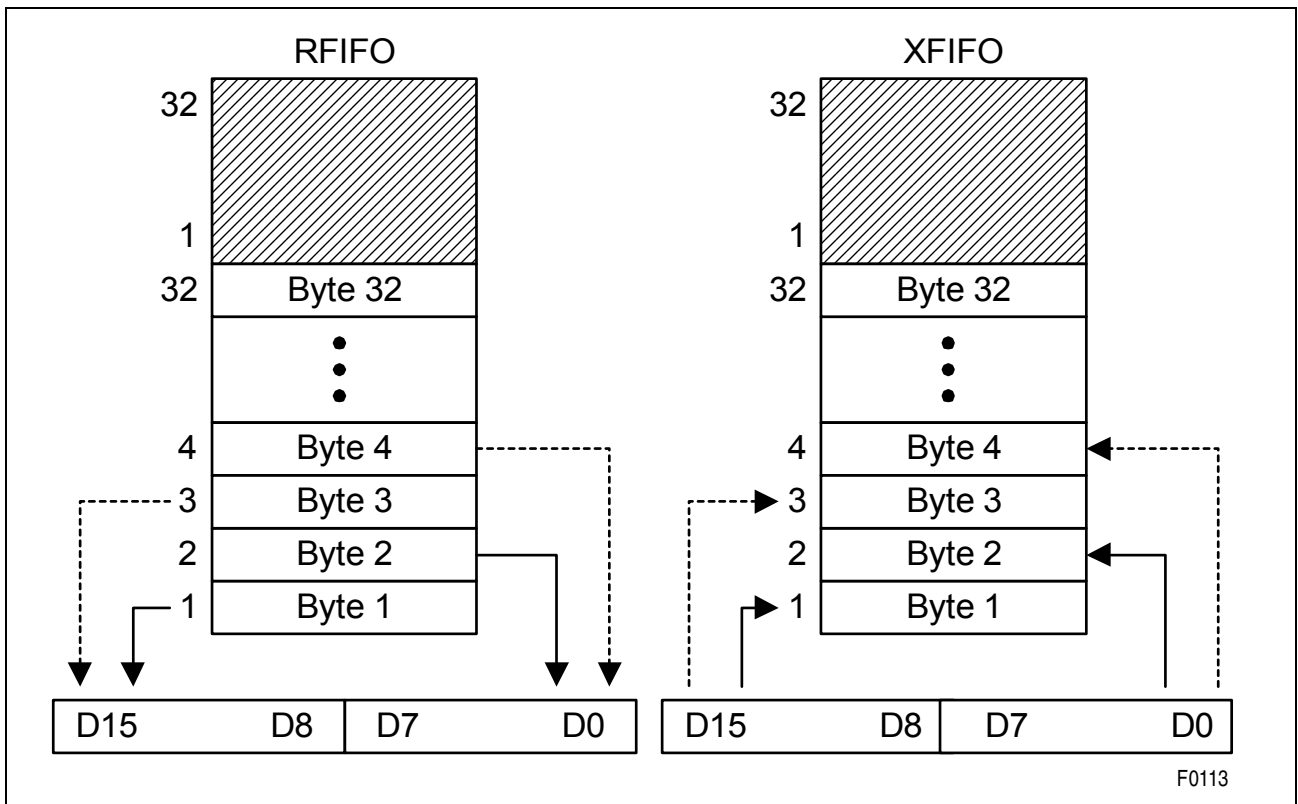 RFIFO XFIFO
32 32
1 1
32 Byte 32 32 Byte 32
4 Byte 4 4 Byte 4
3 Byte 3 3 Byte 3
2 Byte 2 2 Byte 2
1 Byte 1 1 Byte 1
D15 D8 D7 D0 D15 D8 D7 D0
F0113